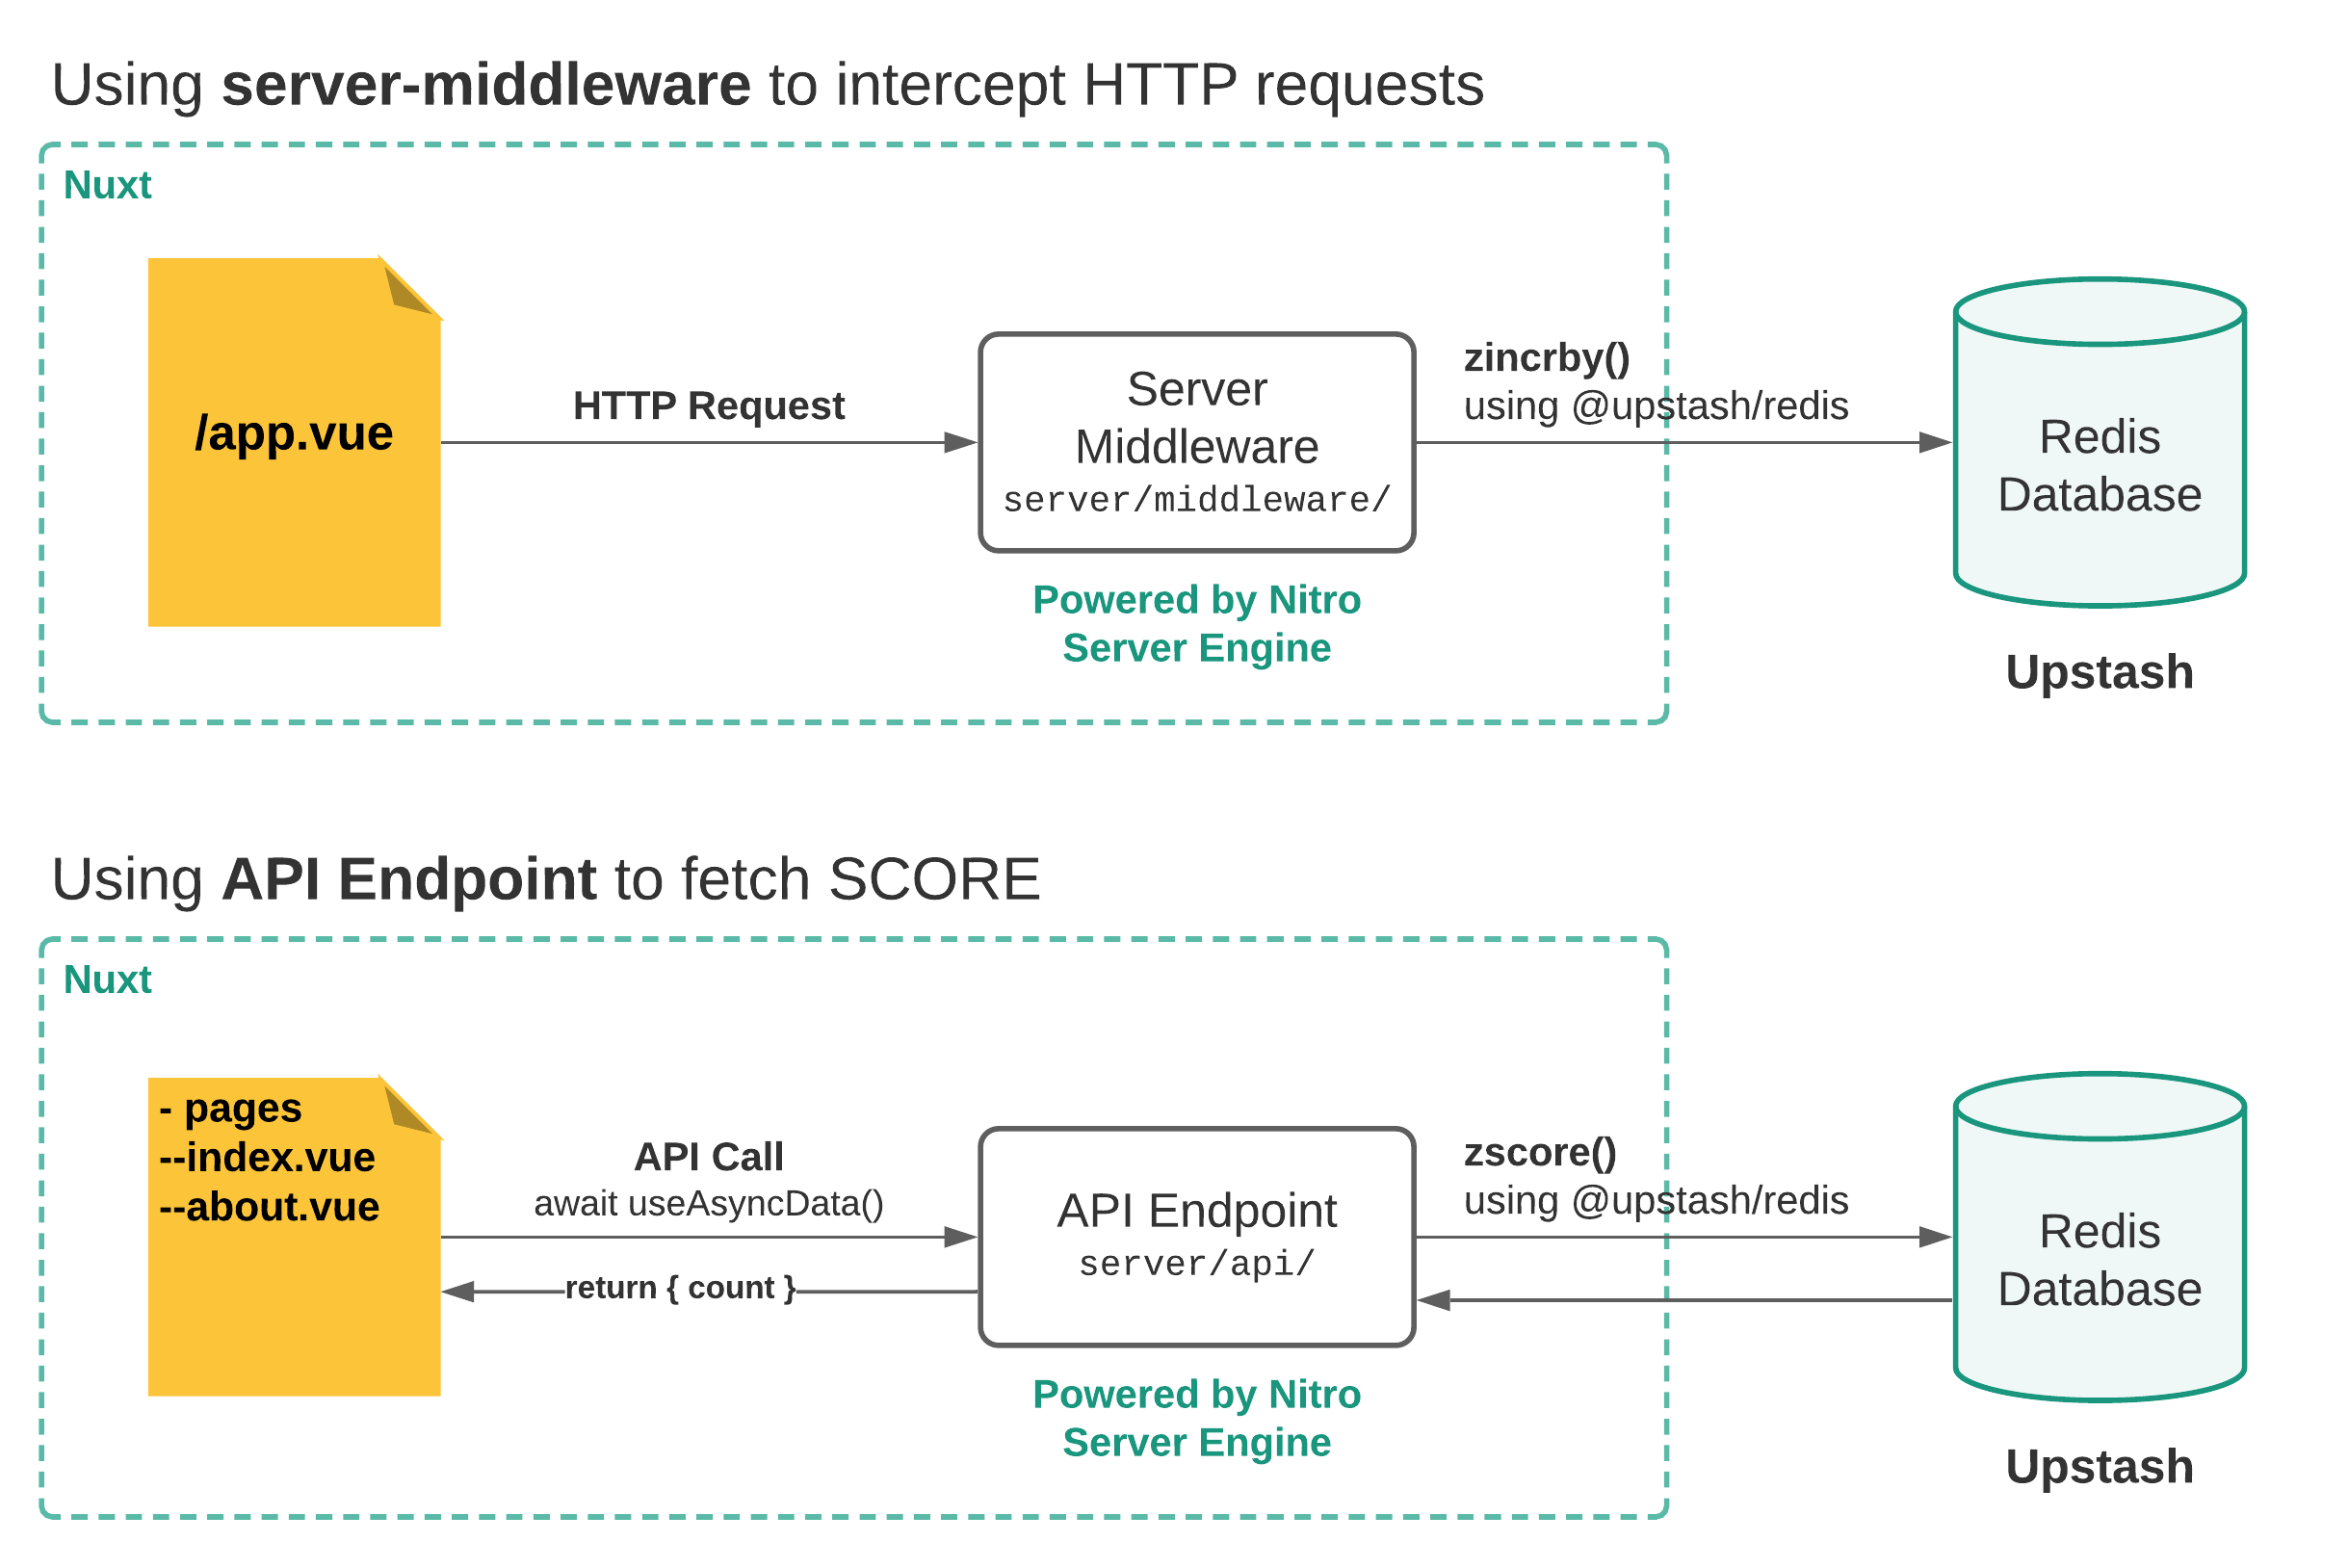 Using server-middleware to intercept HTTP requests
Nuxt
/app.vue
HTTP Request
Server
Middleware
server/middleware/
Powered by Nitro
Server Engine
zincrby()
using @upstash/redis
Redis
Database
Upstash
Using API Endpoint to fetch SCORE
Nuxt
- pages
--index.vue
--about.vue
API Call
await useAsyncData()
return { count }
API Endpoint
server/api/
Powered by Nitro
Server Engine
zscore()
using @upstash/redis
Redis
Database
Upstash